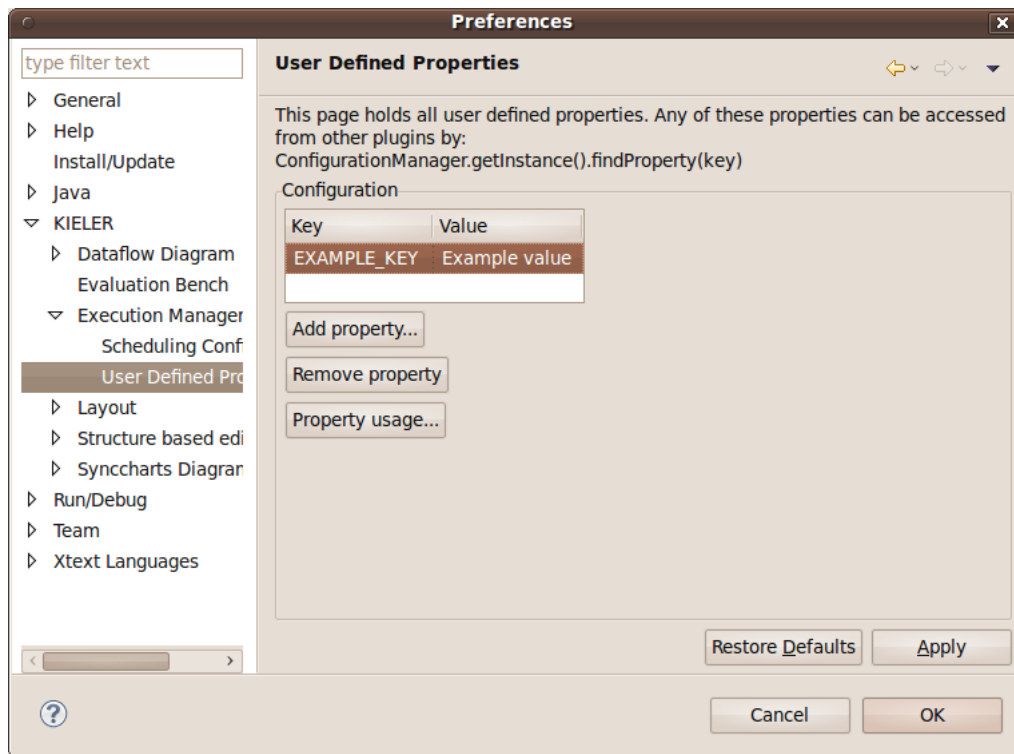 Preferences
type filter text
General
Help
Install/Update
Java
KIELER
Dataflow Diagram
Evaluation Bench
Execution Manager
Scheduling Conf
User Defined Pro
Layout
Structure based edi
Synccharts Diagram
Run/Debug
Team
Xtext Languages
User Defined Properties
This page holds all user defined properties. Any of these properties can be accessed
from other plugins by:
ConfigurationManager.getInstance().findProperty(key)
Configuration
Key Value
EXAMPLE_KEY Example value
Add property...
Remove property
Property usage...
Restore Defaults Apply
Cancel OK